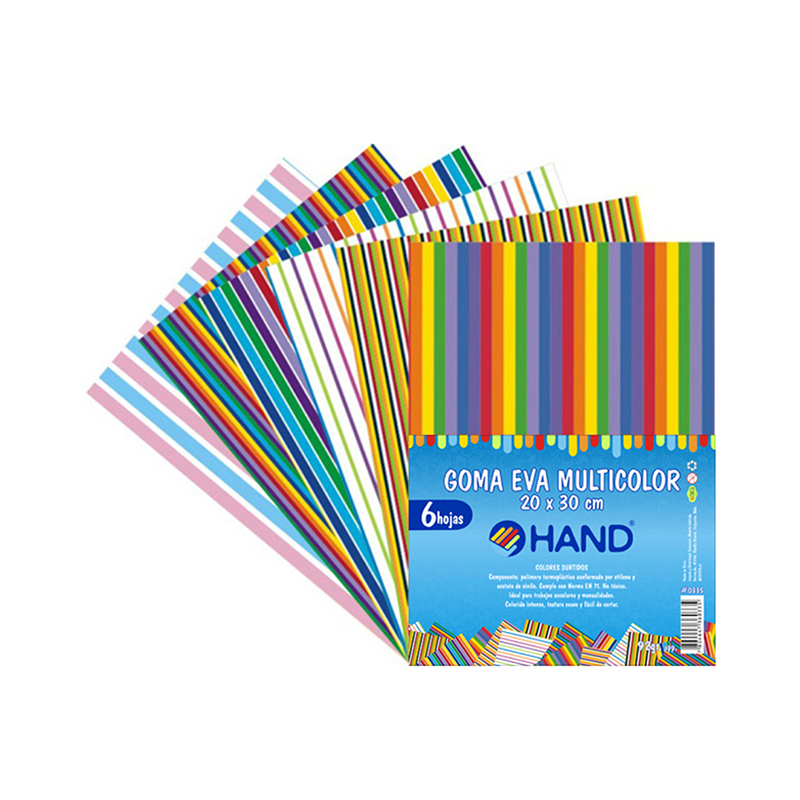 GOMA EVA MULTICOLOR
20 x 30 cm
6 hojas
HAND®
COLORES SURTIDOS
Componente: polímero termoplástico conformado por etileno y
acetato de vinilo. Cumple con Norma EN 71. No tóxico.
Ideal para trabajos escolares y manualidades.
Colorido intenso, textura suave y fácil de cortar.
# 0335
92gr